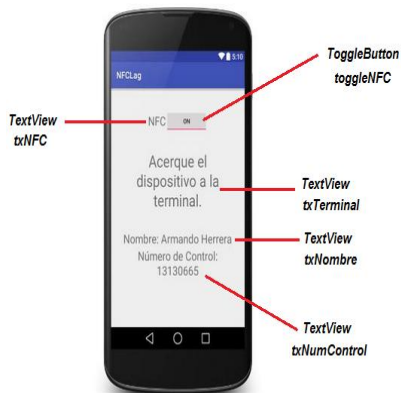 5:10
NFCLag
NFC
ON
Acerque el
dispositivo a la
terminal.
Nombre: Armando Herrera
Número de Control:
13130665
ToggleButton
toggleNFC
TextView
txNFC
TextView
txTerminal
TextView
txNombre
TextView
txNumControl